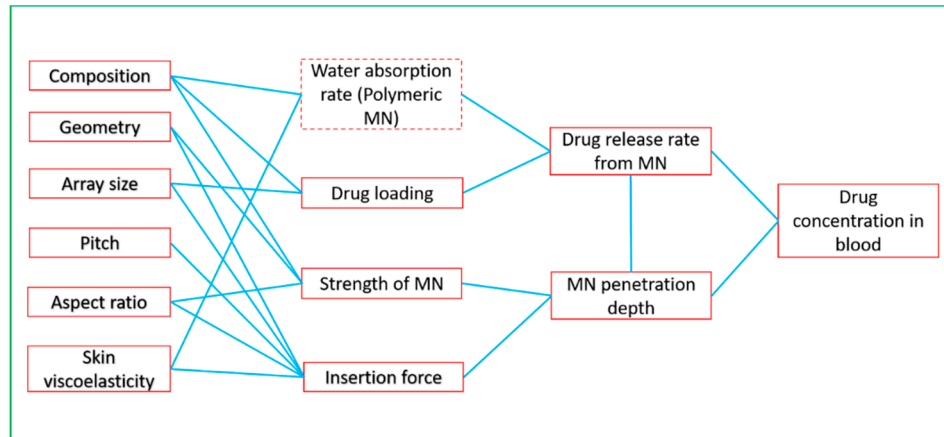 Composition
Geometry
Array size
Pitch
Aspect ratio
Skin
viscoelasticity
Water absorption
rate (Polymeric
MN)
Drug loading
Strength of MN
Insertion force
Drug release rate
from MN
MN penetration
depth
Drug
concentration in
blood